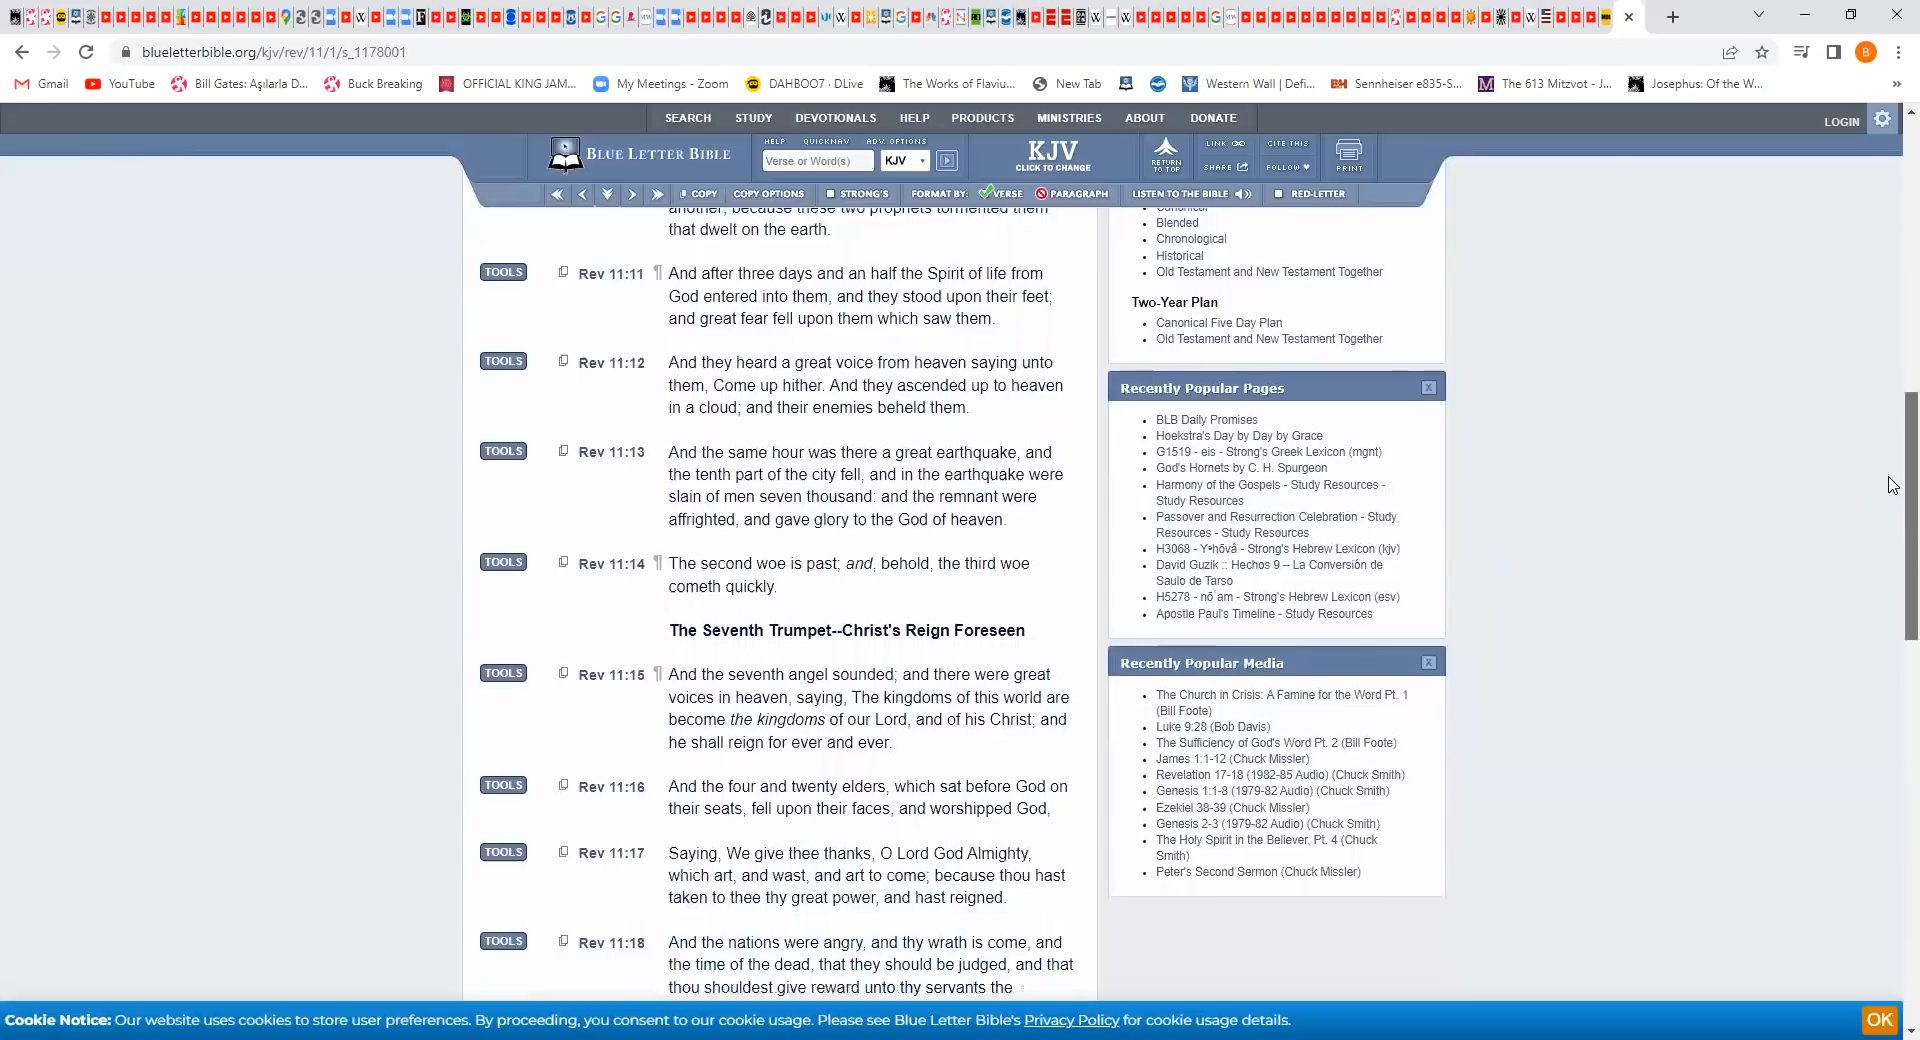 blueletterbible.org/kjv/rev/11/1/s_1178001
B
Gmail
YouTube
Bill Gates: Aşılarla D...
Buck Breaking
OFFICIAL KING JAM...
My Meetings - Zoom
DAHBOO7 · DLive
The Works of Flaviu...
New Tab
Western Wall | Defi...
Sennheiser e835-S...
The 613 Mitzvot - J...
Josephus: Of the W...
»
SEARCH STUDY DEVOTIONALS HELP PRODUCTS MINISTRIES ABOUT DONATE
LOGIN
BLUE LETTER BIBLE
HELP QUICKNAV ADV. OPTIONS
Verse or Word(s)
KJV
KJV
CLICK TO CHANGE
RETURN
TO TOP
LINK
CITE THIS
SHARE
FOLLOW
PRINT
COPY COPY OPTIONS STRONG'S FORMAT BY: VERSE PARAGRAPH LISTEN TO THE BIBLE RED-LETTER
another; because these two prophets tormented them
that dwelt on the earth.
TOOLS Rev 11:11 ¶ And after three days and an half the Spirit of life from
God entered into them, and they stood upon their feet;
and great fear fell upon them which saw them.
TOOLS Rev 11:12 And they heard a great voice from heaven saying unto
them, Come up hither. And they ascended up to heaven
in a cloud; and their enemies beheld them.
TOOLS Rev 11:13 And the same hour was there a great earthquake, and
the tenth part of the city fell, and in the earthquake were
slain of men seven thousand: and the remnant were
affrighted, and gave glory to the God of heaven.
TOOLS Rev 11:14 ¶ The second woe is past; and, behold, the third woe
cometh quickly.
The Seventh Trumpet--Christ's Reign Foreseen
TOOLS Rev 11:15 ¶ And the seventh angel sounded; and there were great
voices in heaven, saying, The kingdoms of this world are
become the kingdoms of our Lord, and of his Christ; and
he shall reign for ever and ever.
TOOLS Rev 11:16 And the four and twenty elders, which sat before God on
their seats, fell upon their faces, and worshipped God,
TOOLS Rev 11:17 Saying, We give thee thanks, O Lord God Almighty,
which art, and wast, and art to come; because thou hast
taken to thee thy great power, and hast reigned.
TOOLS Rev 11:18 And the nations were angry, and thy wrath is come, and
the time of the dead, that they should be judged, and that
thou shouldest give reward unto thy servants the
Canonical
Blended
Chronological
Historical
Old Testament and New Testament Together
Two-Year Plan
Canonical Five Day Plan
Old Testament and New Testament Together
Recently Popular Pages
BLB Daily Promises
Hoekstra's Day by Day by Grace
G1519 - eis - Strong's Greek Lexicon (mgnt)
God's Hornets by C. H. Spurgeon
Harmony of the Gospels - Study Resources -
Study Resources
Passover and Resurrection Celebration - Study
Resources - Study Resources
H3068 - Yᵊhōvâ - Strong's Hebrew Lexicon (kjv)
David Guzik :: Hechos 9 – La Conversión de
Saulo de Tarso
H5278 - nōʿam - Strong's Hebrew Lexicon (esv)
Apostle Paul's Timeline - Study Resources
Recently Popular Media
The Church in Crisis: A Famine for the Word Pt. 1
(Bill Foote)
Luke 9:28 (Bob Davis)
The Sufficiency of God's Word Pt. 2 (Bill Foote)
James 1:1-12 (Chuck Missler)
Revelation 17-18 (1982-85 Audio) (Chuck Smith)
Genesis 1:1-8 (1979-82 Audio) (Chuck Smith)
Ezekiel 38-39 (Chuck Missler)
Genesis 2-3 (1979-82 Audio) (Chuck Smith)
The Holy Spirit in the Believer, Pt. 4 (Chuck
Smith)
Peter's Second Sermon (Chuck Missler)
Cookie Notice: Our website uses cookies to store user preferences. By proceeding, you consent to our cookie usage. Please see Blue Letter Bible's Privacy Policy for cookie usage details.
OK